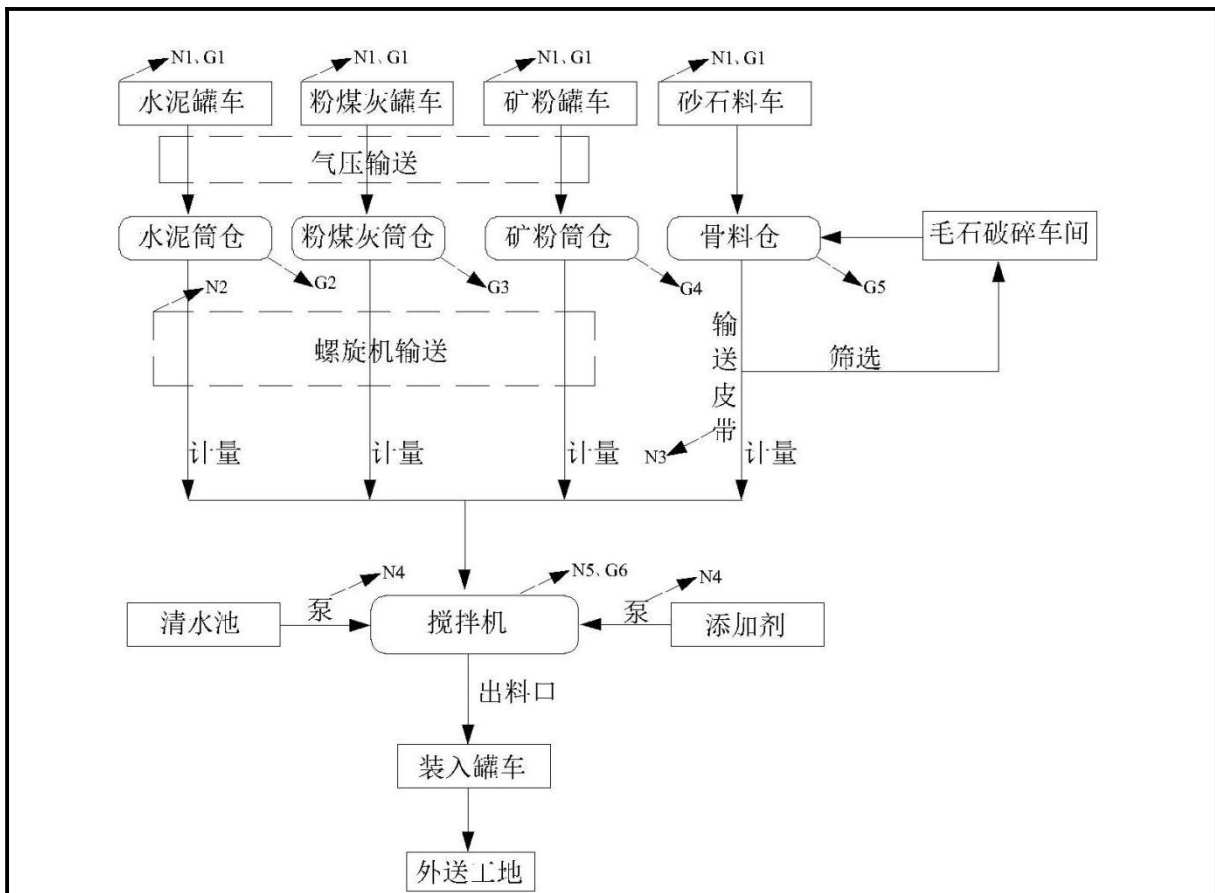 N1、G1
N1、G1
N1、G1
N1、G1
水泥罐车
粉煤灰罐车
矿粉罐车
砂石料车
气压输送
水泥筒仓
粉煤灰筒仓
矿粉筒仓
骨料仓
毛石破碎车间
G2
G3
G4
G5
N2
螺旋机输送
输送皮带
筛选
N3
计量
计量
计量
计量
N4
N5、G6
N4
清水池
泵
搅拌机
泵
添加剂
出料口
装入罐车
外送工地